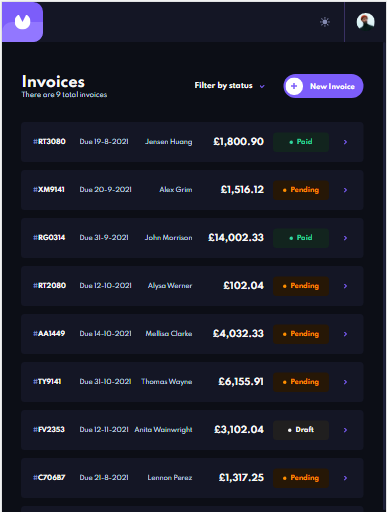 Invoices
There are 9 total invoices
Filter by status
New Invoice
#RT3080 Due 19-8-2021 Jensen Huang £1,800.90 Paid
#XM9141 Due 20-9-2021 Alex Grim £1,516.12 Pending
#RG0314 Due 31-9-2021 John Morrison £14,002.33 Paid
#RT2080 Due 12-10-2021 Alysa Werner £102.04 Pending
#AA1449 Due 14-10-2021 Mellisa Clarke £4,032.33 Pending
#TY9141 Due 31-10-2021 Thomas Wayne £6,155.91 Pending
#FV2353 Due 12-11-2021 Anita Wainwright £3,102.04 Draft
#C706B7 Due 21-8-2021 Lennon Perez £1,317.25 Pending